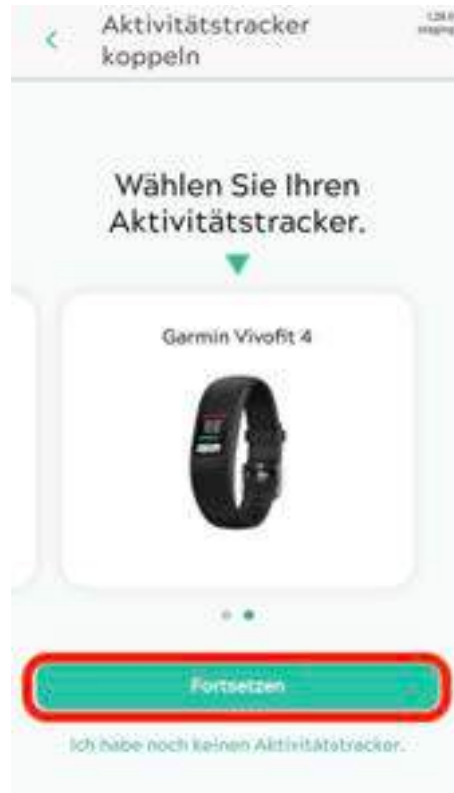 Aktivitätstracker
koppeln
Wählen Sie Ihren
Aktivitätstracker.
Garmin Vivofit 4
Fortsetzen
Ich habe noch keinen Aktivitätstracker.